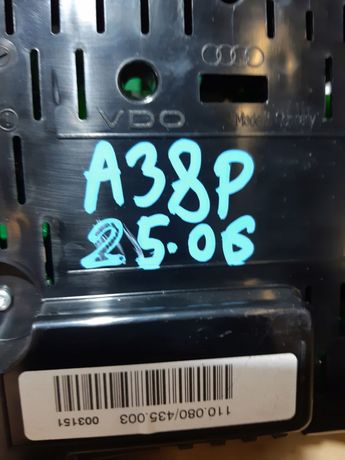 VDO
Made in Germany
A38P
25.06
110.080/435.003
003151